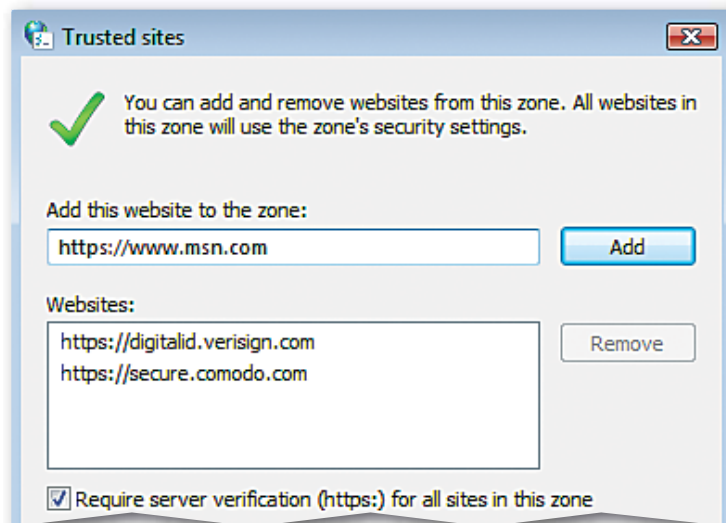 Trusted sites
You can add and remove websites from this zone. All websites in
this zone will use the zone's security settings.
Add this website to the zone:
https://www.msn.com
Add
Websites:
https://digitalid.verisign.com
https://secure.comodo.com
Remove
Require server verification (https:) for all sites in this zone